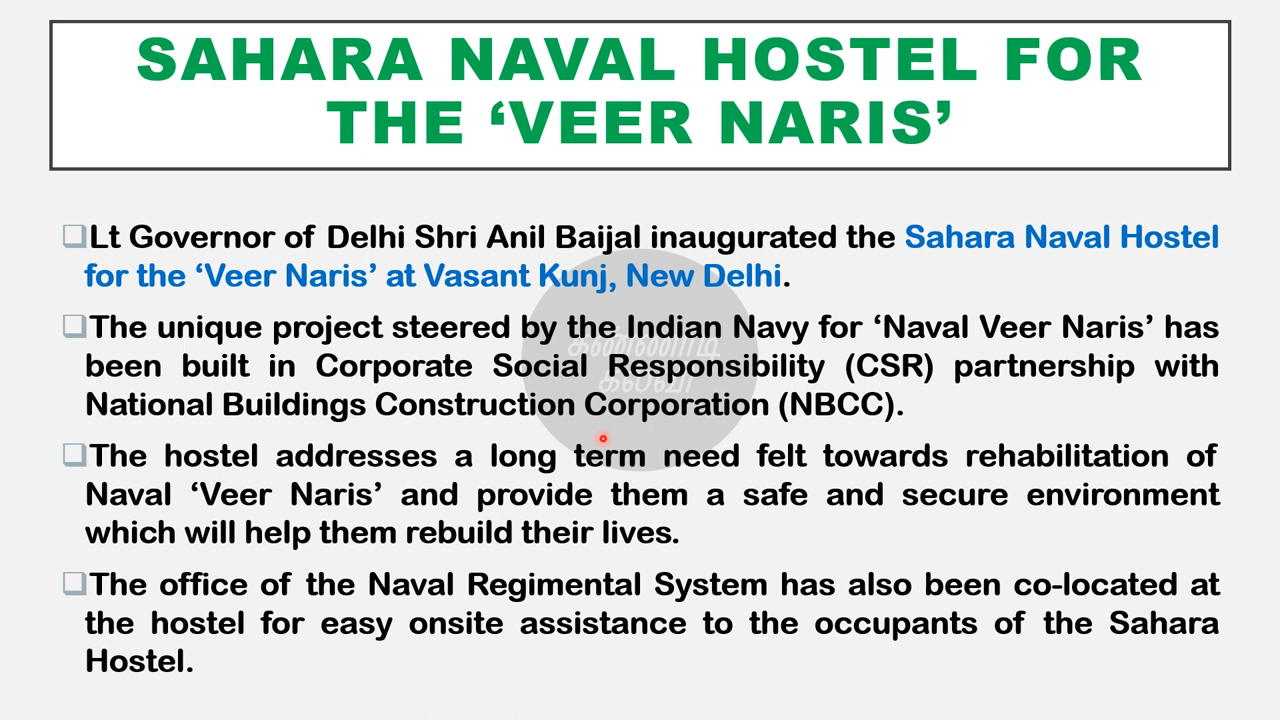 SAHARA NAVAL HOSTEL FOR
THE ‘VEER NARIS’
Lt Governor of Delhi Shri Anil Baijal inaugurated the Sahara Naval Hostel
for the ‘Veer Naris’ at Vasant Kunj, New Delhi.
The unique project steered by the Indian Navy for ‘Naval Veer Naris’ has
been built in Corporate Social Responsibility (CSR) partnership with
National Buildings Construction Corporation (NBCC).
The hostel addresses a long term need felt towards rehabilitation of
Naval ‘Veer Naris’ and provide them a safe and secure environment
which will help them rebuild their lives.
The office of the Naval Regimental System has also been co-located at
the hostel for easy onsite assistance to the occupants of the Sahara
Hostel.